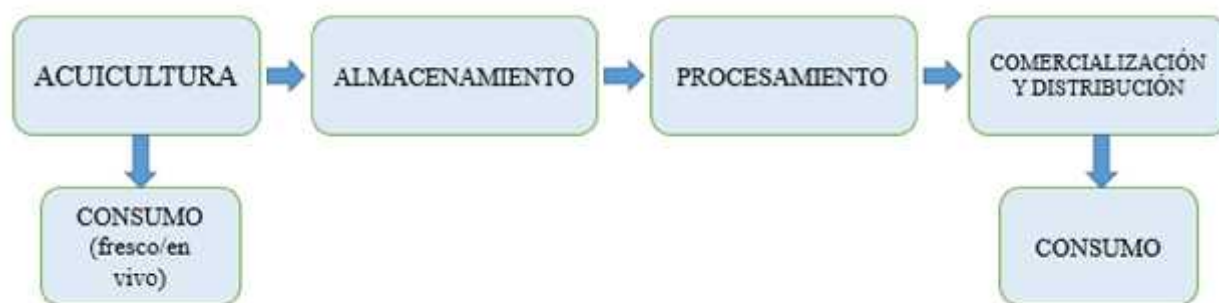 ACUICULTURA
ALMACENAMIENTO
PROCESAMIENTO
COMERCIALIZACIÓN
Y DISTRIBUCIÓN
CONSUMO
(fresco/en
vivo)
CONSUMO